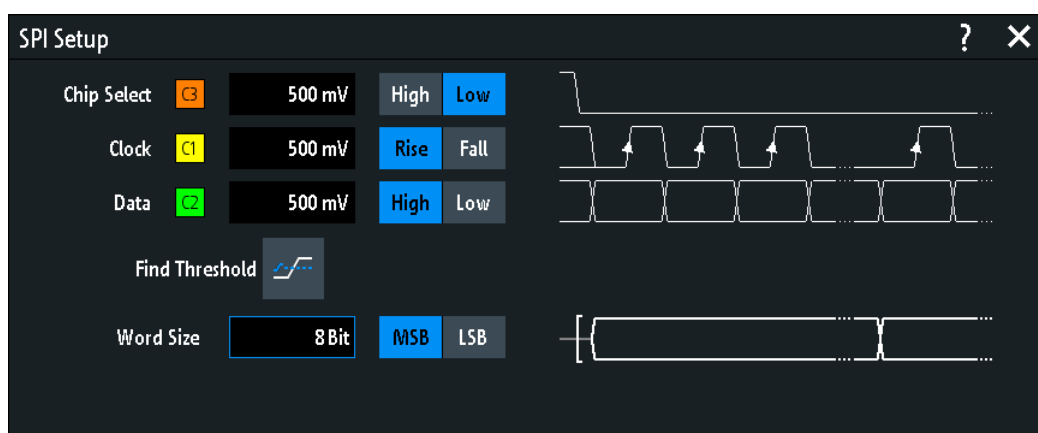 SPI Setup ? ×
Chip Select C3 500 mV High Low
Clock C1 500 mV Rise Fall
Data C2 500 mV High Low
Find Threshold
Word Size 8 Bit MSB LSB